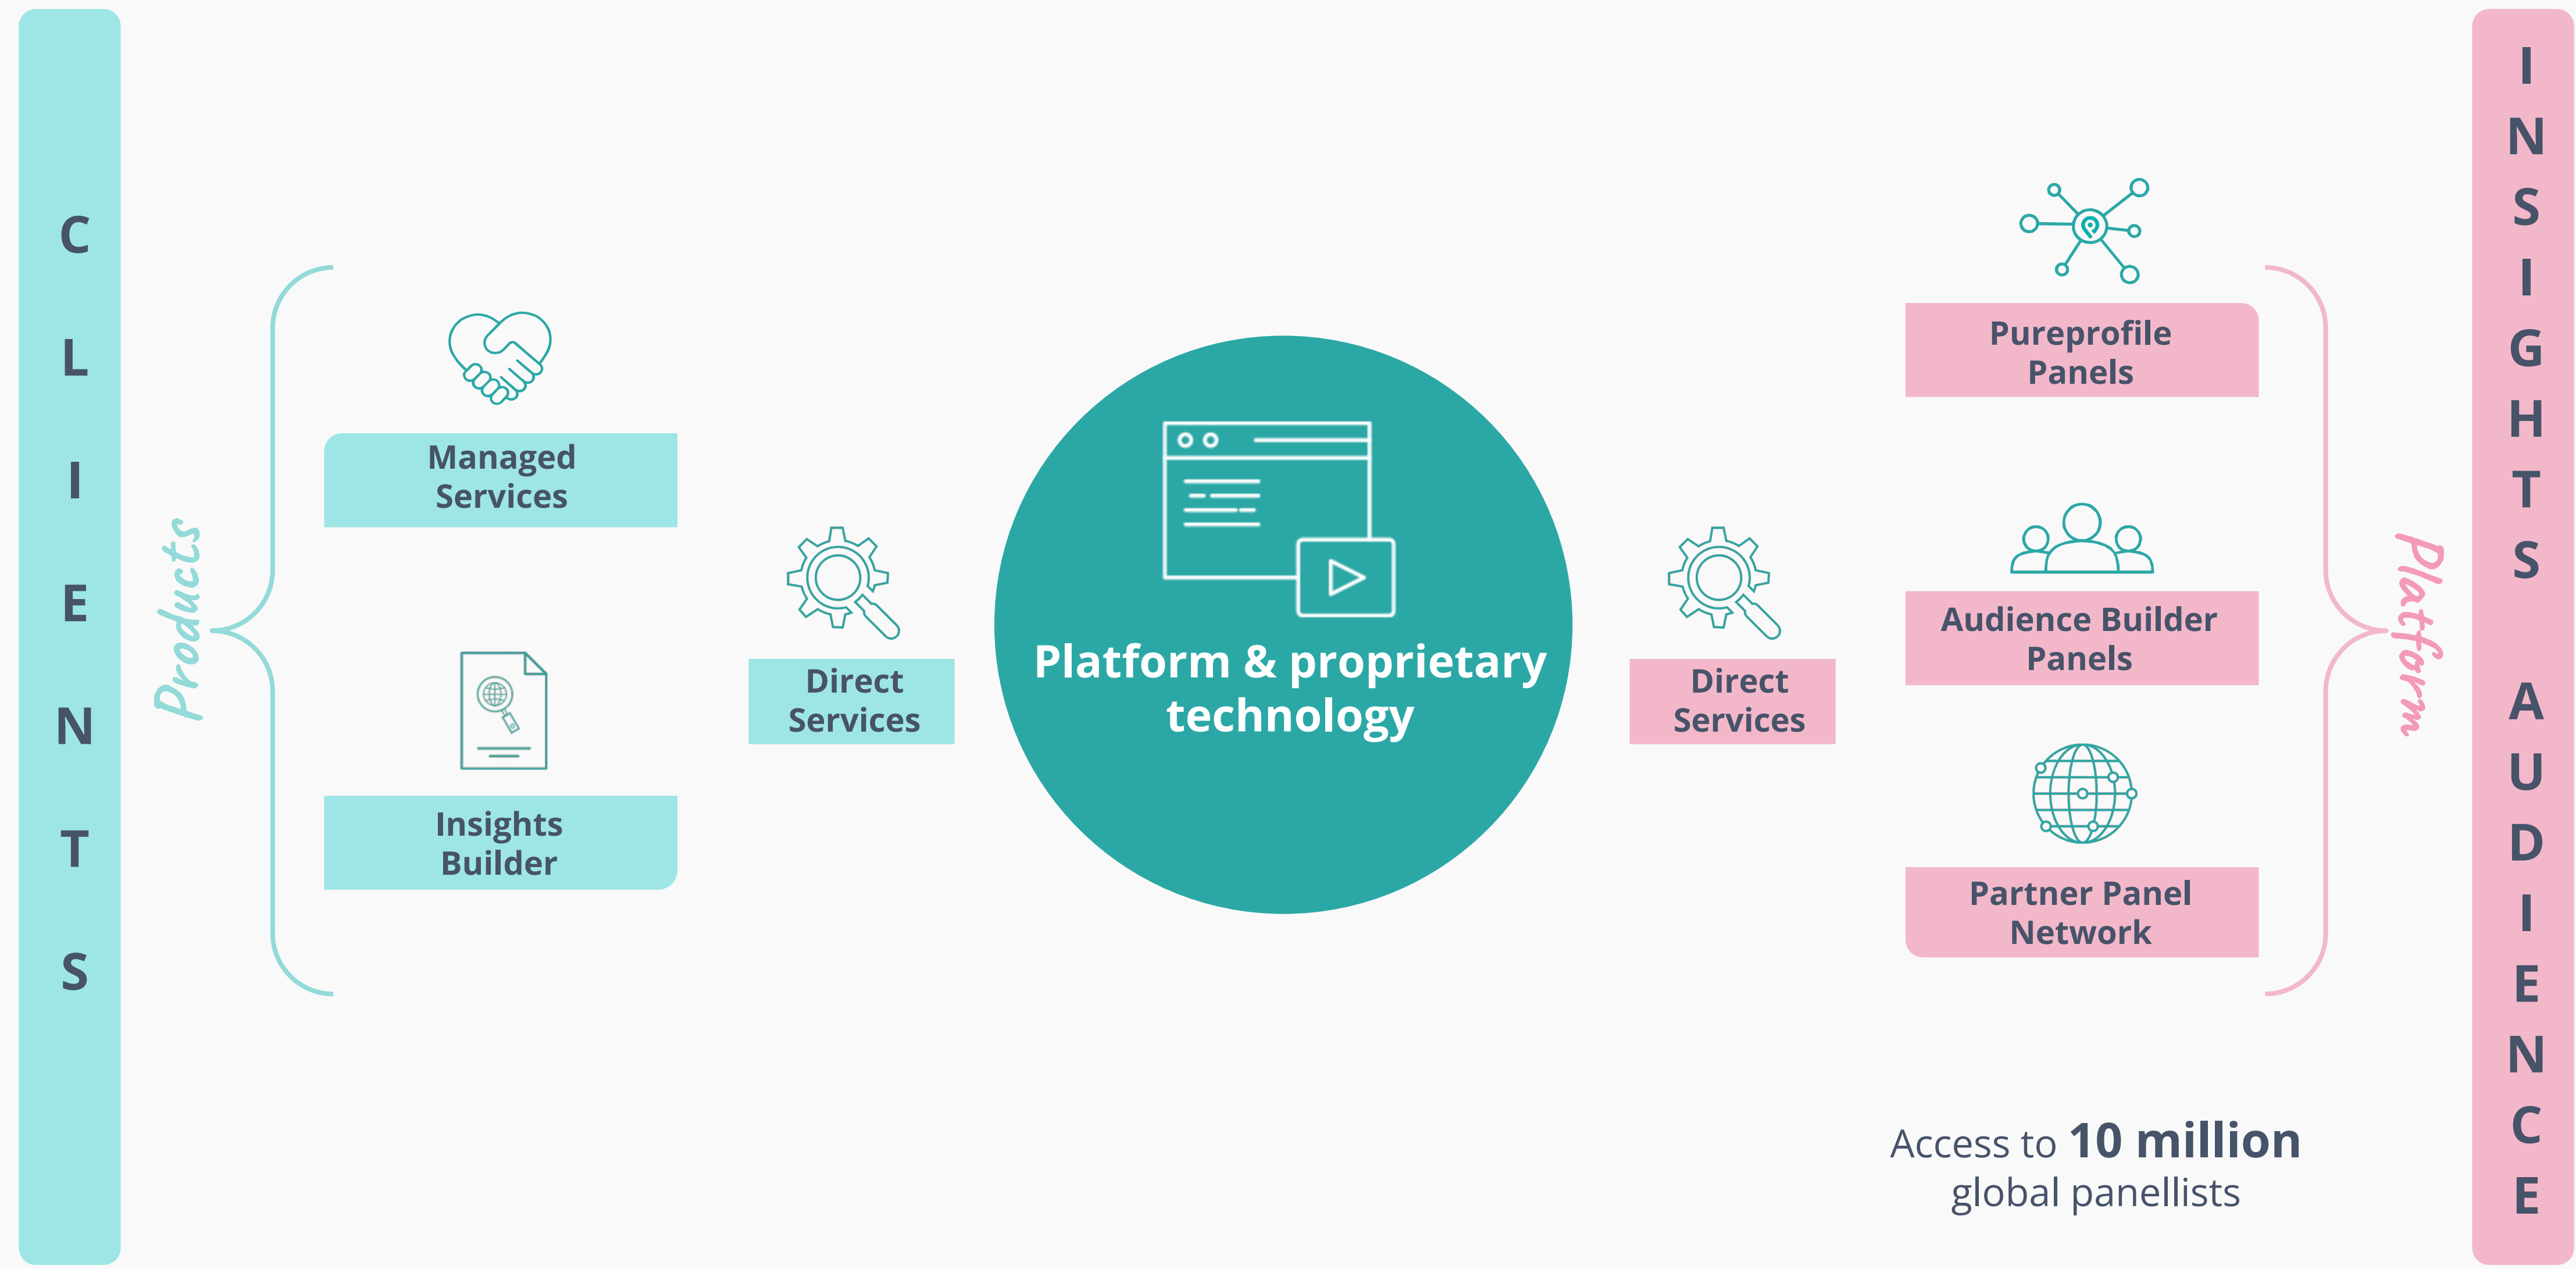 CLIENTS
Products
Managed
Services
Insights
Builder
Direct
Services
Platform & proprietary
technology
Direct
Services
Pureprofile
Panels
Audience Builder
Panels
Partner Panel
Network
Access to 10 million
global panellists
Platform
INSIGHTS AUDIENCE